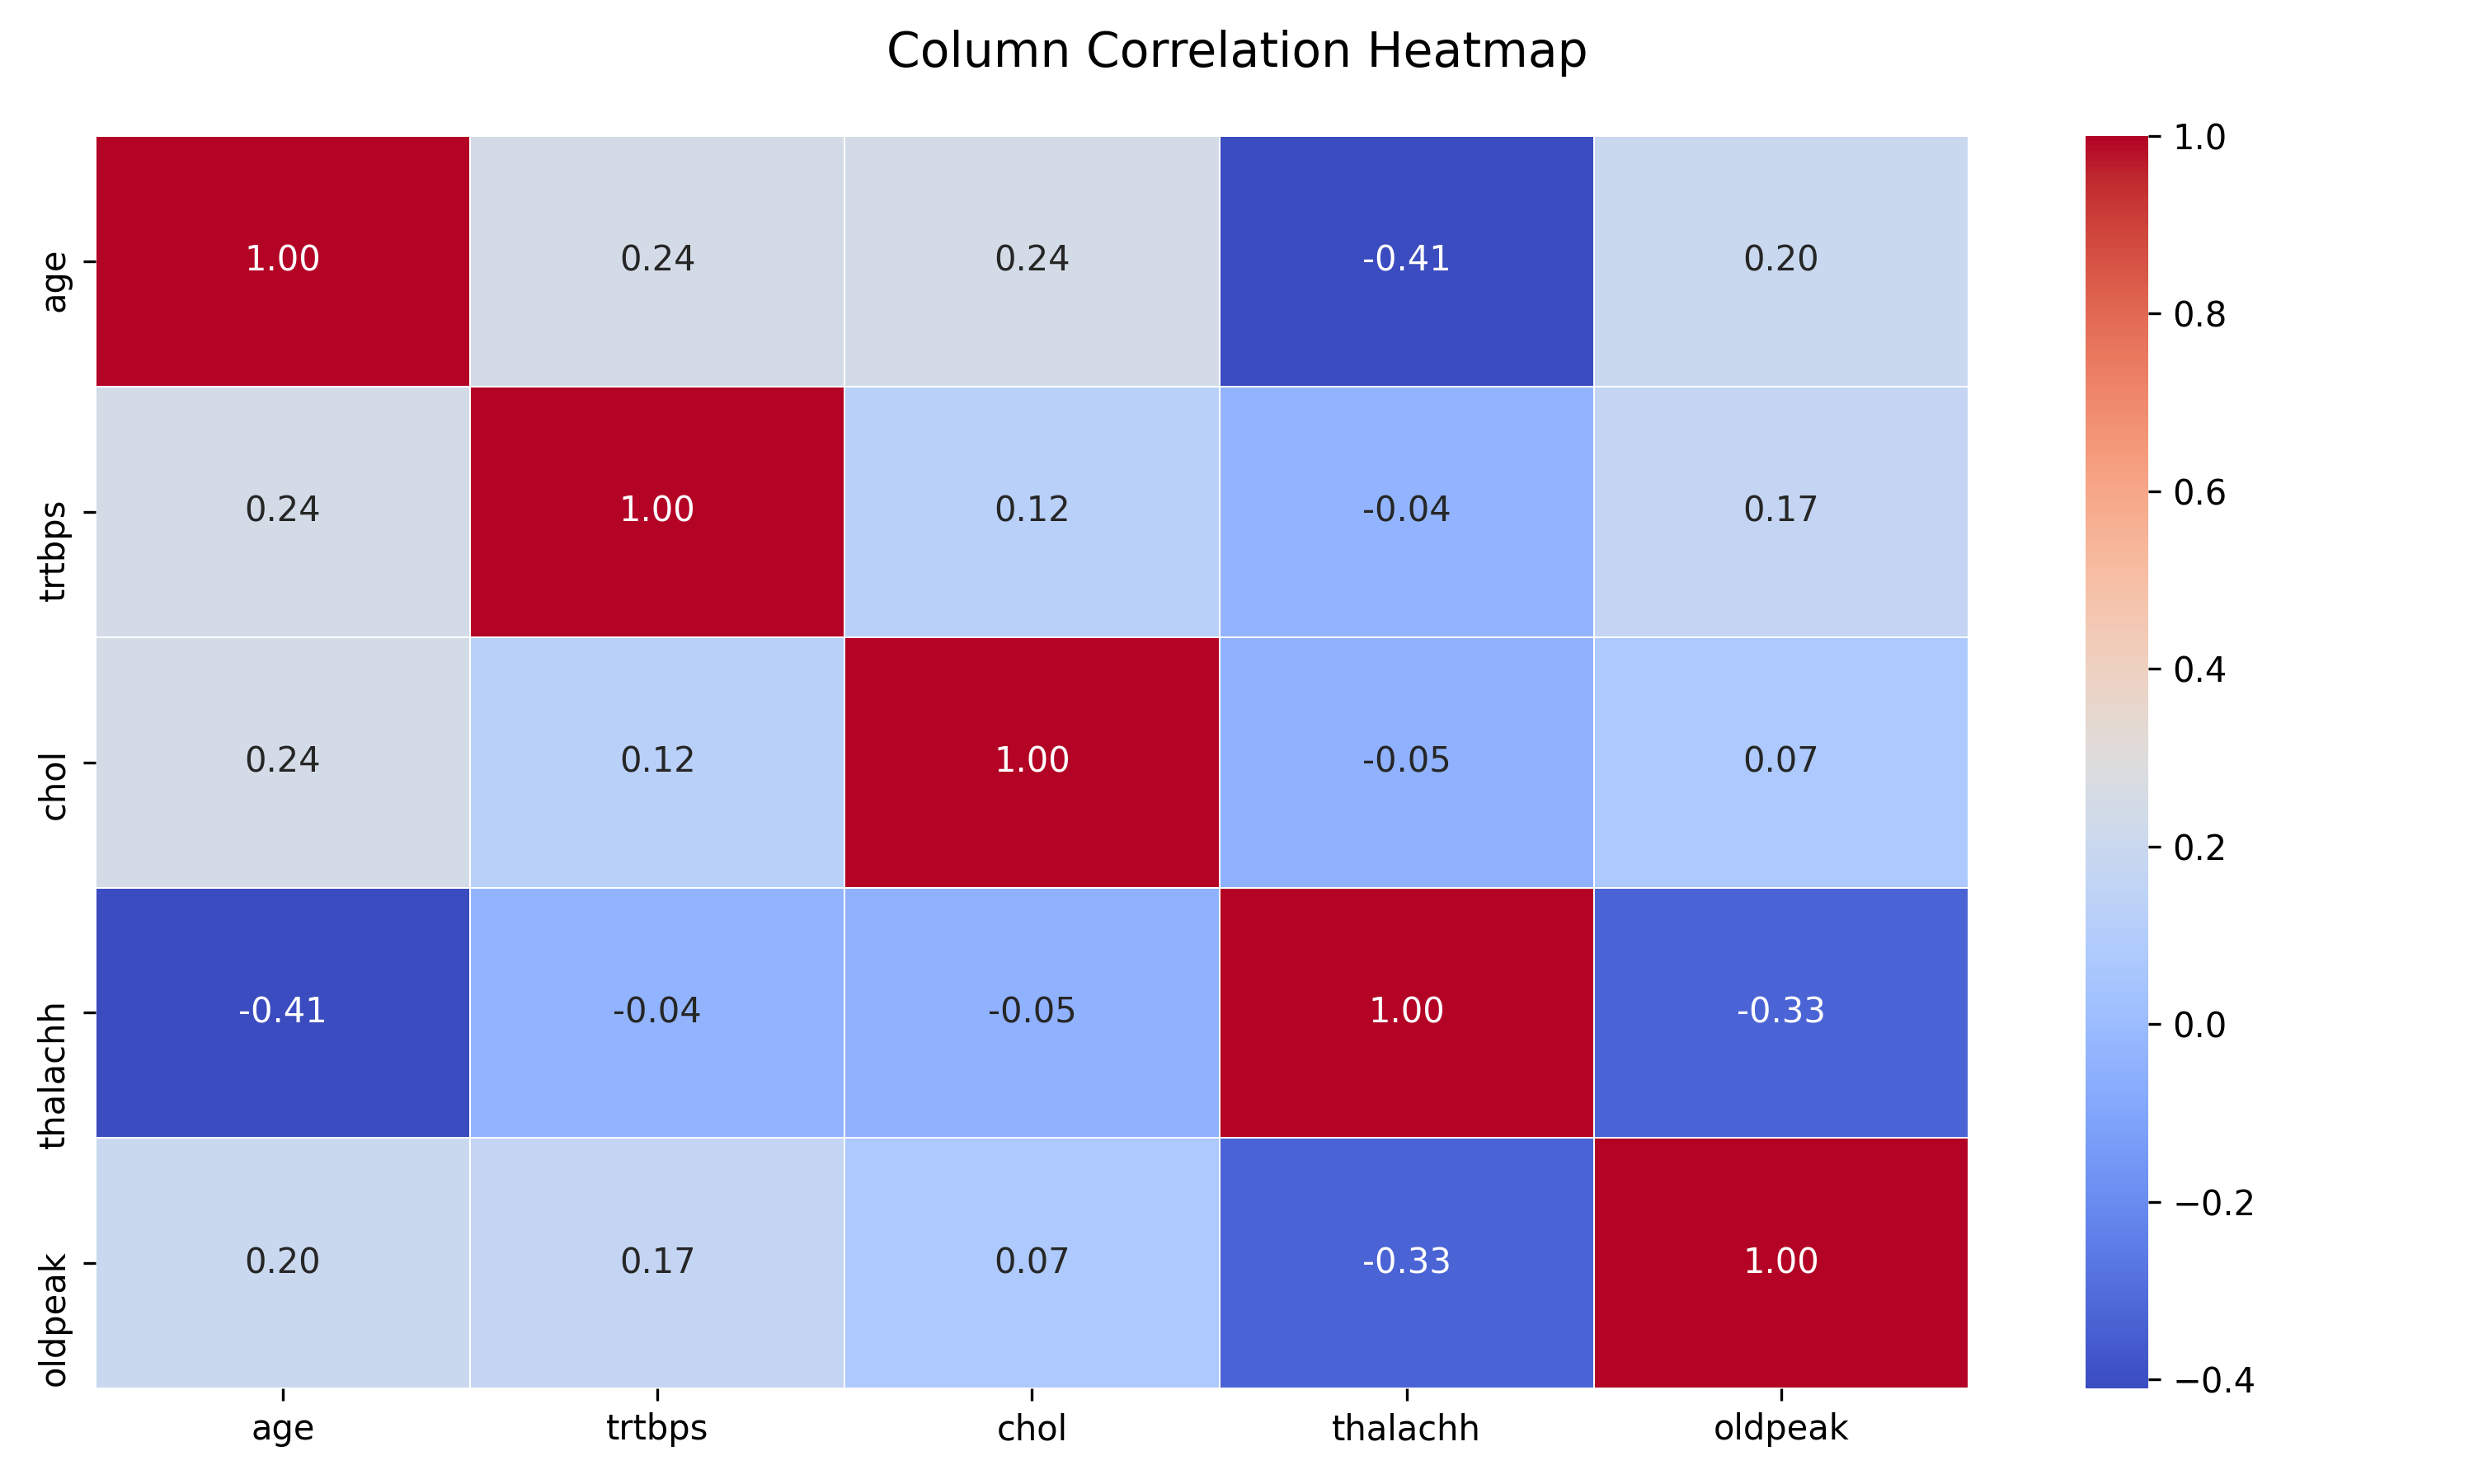 Column Correlation Heatmap
age 1.00 0.24 0.24 -0.41 0.20
trtbps 0.24 1.00 0.12 -0.04 0.17
chol 0.24 0.12 1.00 -0.05 0.07
thalachh -0.41 -0.04 -0.05 1.00 -0.33
oldpeak 0.20 0.17 0.07 -0.33 1.00
age trtbps chol thalachh oldpeak
1.0
0.8
0.6
0.4
0.2
0.0
−0.2
−0.4